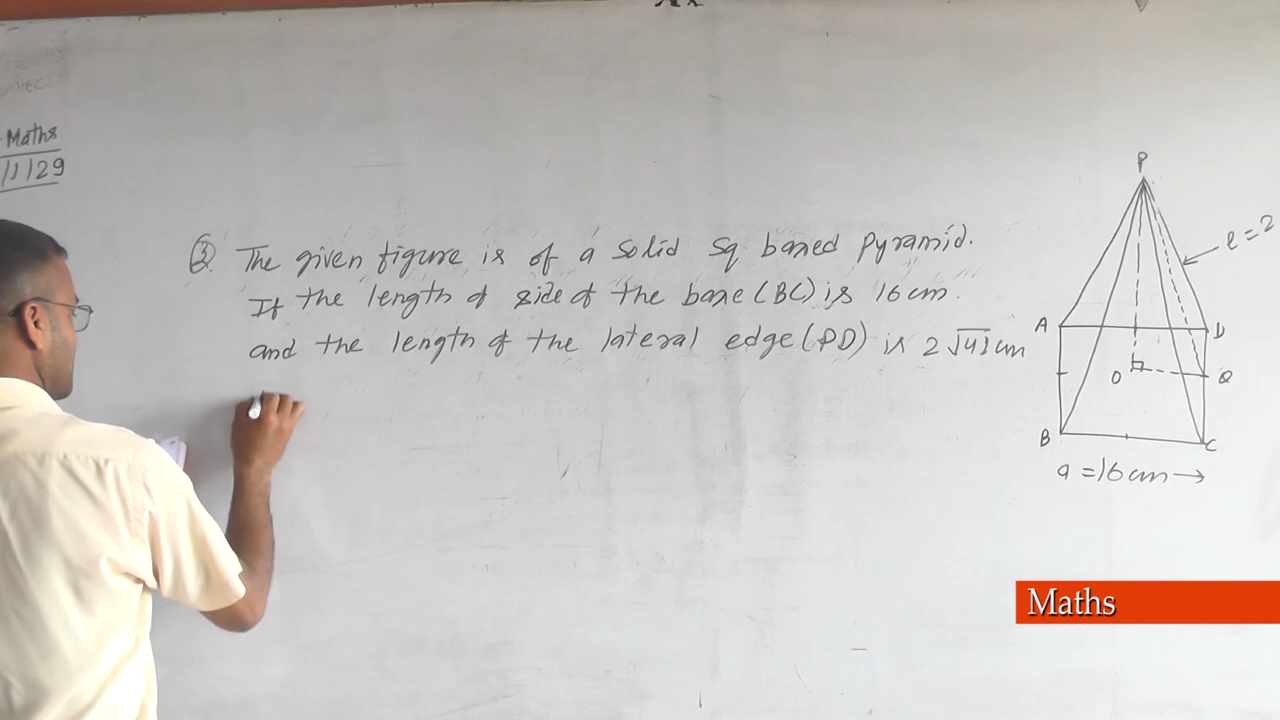 Maths
11/29
③ The given figure is of a solid sq based pyramid.
If the length of side of the base (BC) is 16 cm.
and the length of the lateral edge (PD) is 2√41 cm
P
l = 2
A
D
O
Q
B
C
a = 16 cm →
Maths